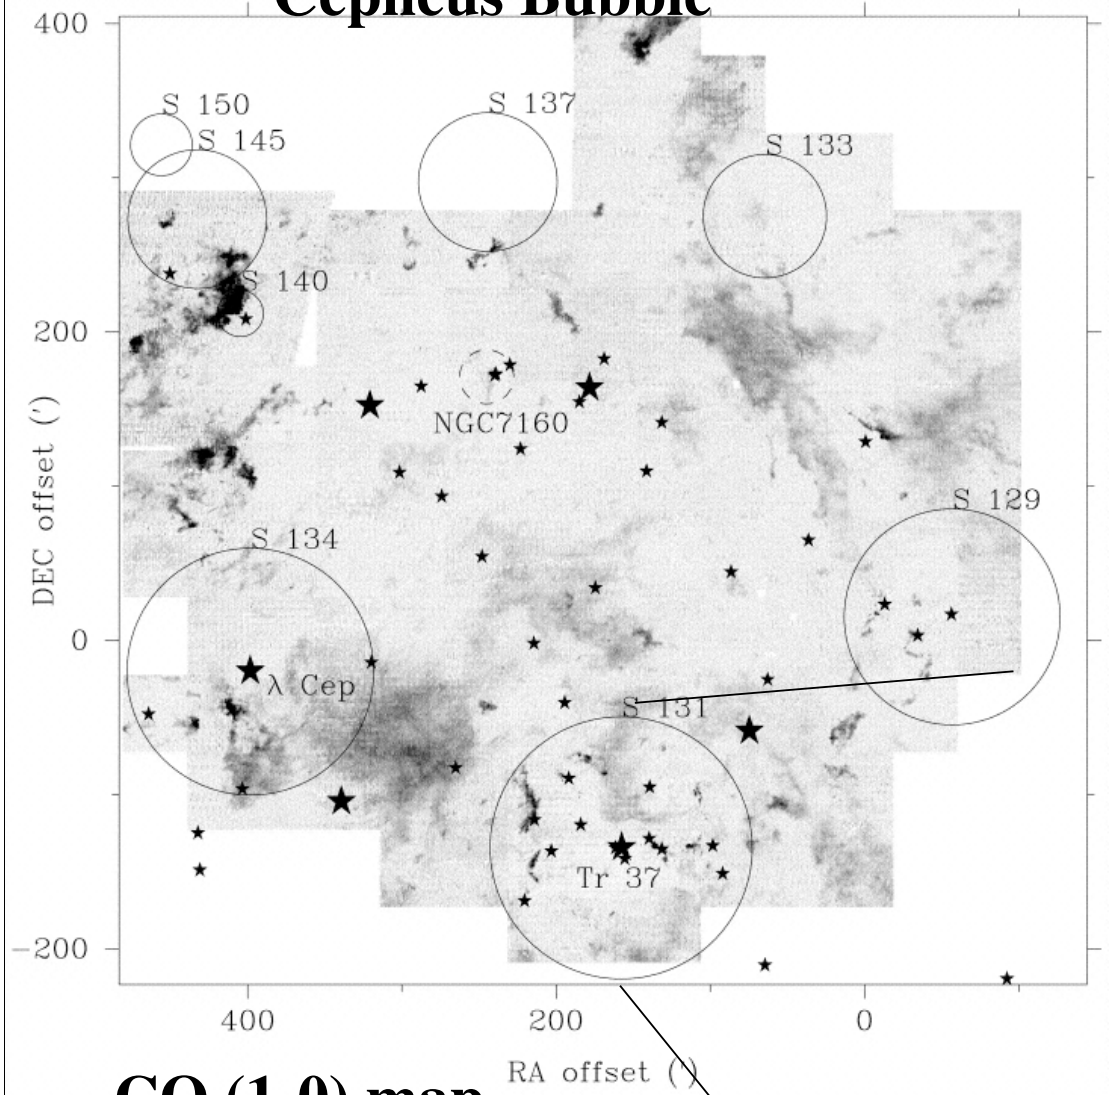 Cepheus Bubble
400
S 150
S 137
S 145
S 133
S 140
200
NGC7160
S 129
S 134
DEC offset (')
0
λ Cep
S 131
Tr 37
-200
400
200
0
RA offset (')
CO (1-0) map